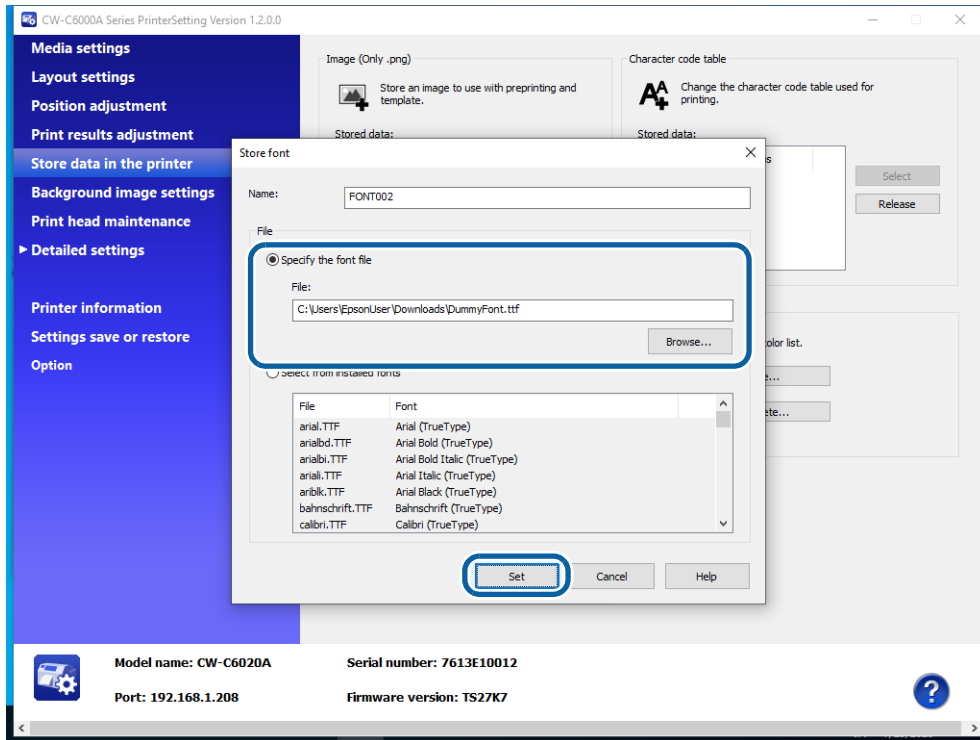 CW-C6000A Series PrinterSetting Version 1.2.0.0
Media settings
Layout settings
Position adjustment
Print results adjustment
Store data in the printer
Background image settings
Print head maintenance
Detailed settings
Printer information
Settings save or restore
Option
Image (Only .png)
Store an image to use with preprinting and
template.
Stored data:
Character code table
Change the character code table used for
printing.
Stored data:
Select
Release
color list.
Store font
Name:
FONT002
File
Specify the font file
File:
C:\Users\EpsonUser\Downloads\DummyFont.ttf
Browse...
Select from installed fonts
File Font
arial.TTF Arial (TrueType)
arialbd.TTF Arial Bold (TrueType)
arialbi.TTF Arial Bold Italic (TrueType)
ariali.TTF Arial Italic (TrueType)
ariblk.TTF Arial Black (TrueType)
bahnschrift.TTF Bahnschrift (TrueType)
calibri.TTF Calibri (TrueType)
Set Cancel Help
Model name: CW-C6020A Serial number: 7613E10012
Port: 192.168.1.208 Firmware version: TS27K7
?